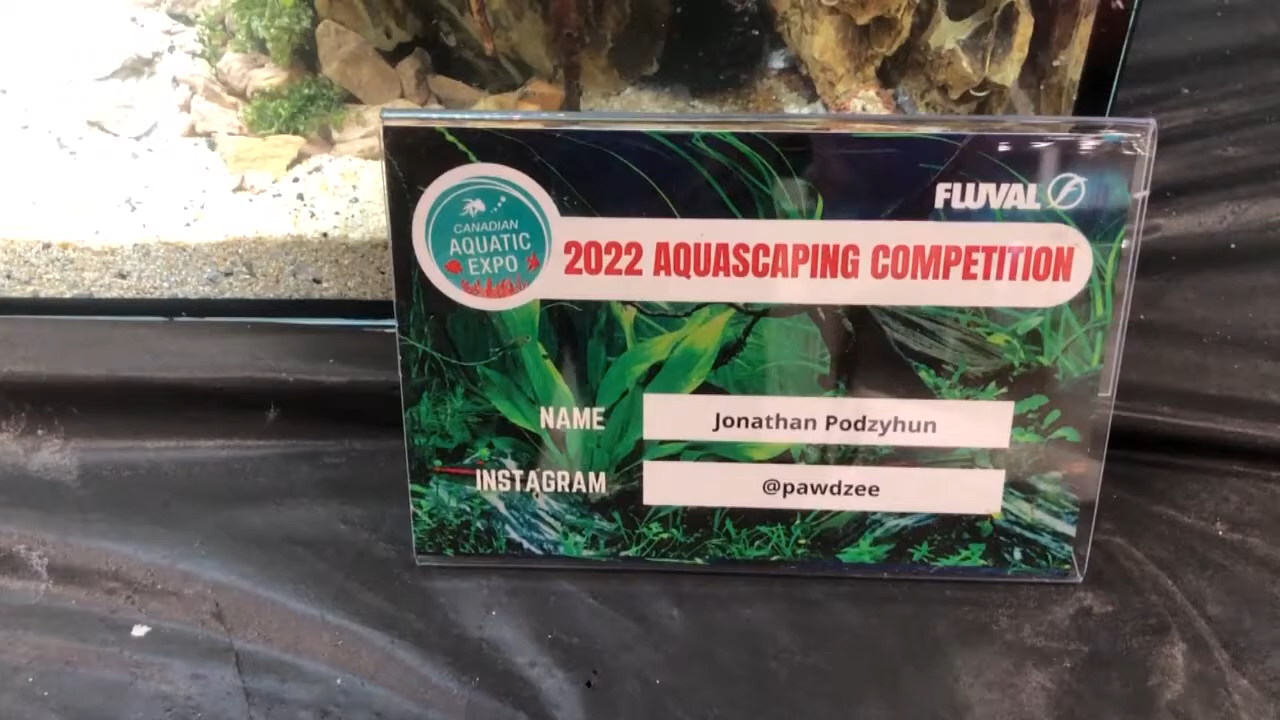 CANADIAN
AQUATIC
EXPO
FLUVAL
2022 AQUASCAPING COMPETITION
NAME
Jonathan Podzyhun
INSTAGRAM
@pawdzee